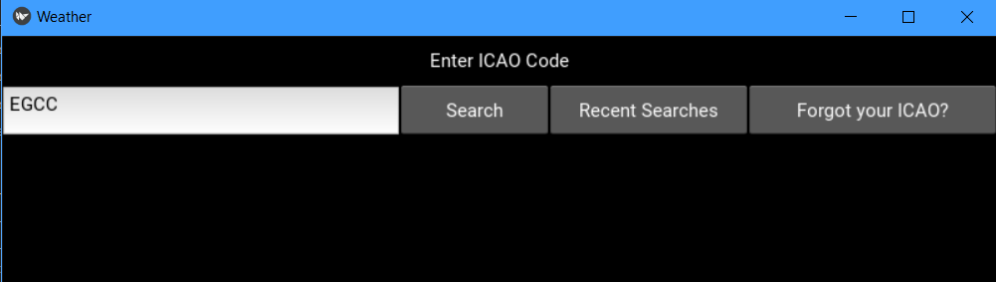 Weather
Enter ICAO Code
EGCC Search Recent Searches Forgot your ICAO?